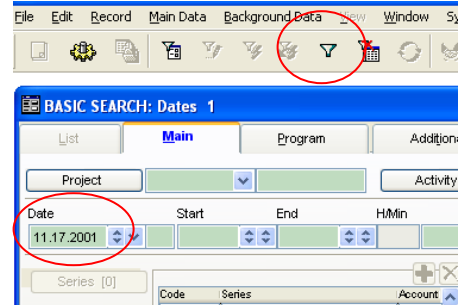 File Edit Record Main Data Background Data View Window Sy
BASIC SEARCH: Dates 1
List Main Program Additiona
Project Activity
Date Start End H/Min
11.17.2001
Series [0]
Code Series Account